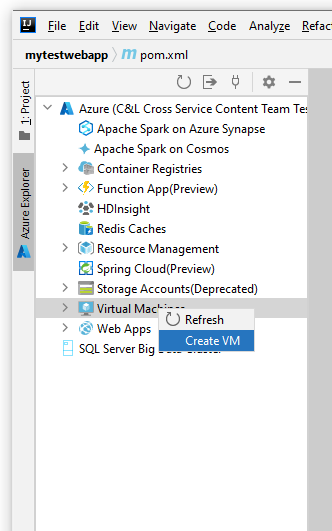 IJ File Edit View Navigate Code Analyze Refact
mytestwebapp pom.xml
1: Project
Azure Explorer
Azure (C&L Cross Service Content Team Tes
Apache Spark on Azure Synapse
Apache Spark on Cosmos
Container Registries
Function App(Preview)
HDInsight
Redis Caches
Resource Management
Spring Cloud(Preview)
Storage Accounts(Deprecated)
Virtual Machines
Refresh
Create VM
Web Apps
SQL Server Big Data Cluster